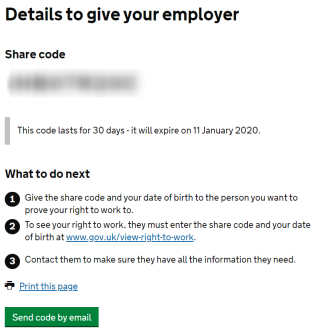 Details to give your employer
Share code
This code lasts for 30 days - it will expire on 11 January 2020.
What to do next
1 Give the share code and your date of birth to the person you want to
prove your right to work to.
2 To see your right to work, they must enter the share code and your date
of birth at www.gov.uk/view-right-to-work.
3 Contact them to make sure they have all the information they need.
Print this page
Send code by email